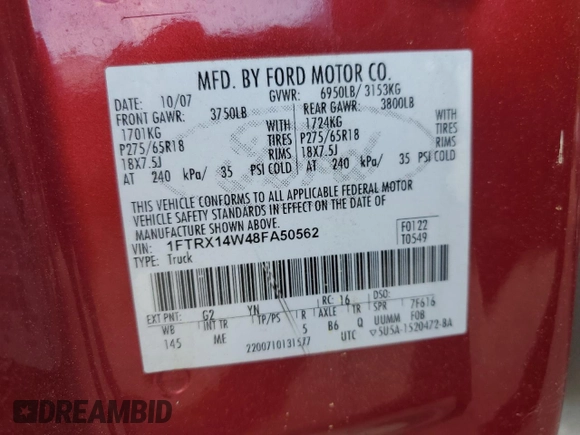 MFD. BY FORD MOTOR CO.
DATE: 10/07 GVWR: 6950LB/ 3153KG
FRONT GAWR: 3750LB REAR GAWR: 3800LB
1701KG WITH 1724KG WITH
P275/65R18 TIRES P275/65R18 TIRES
18X7.5J RIMS 18X7.5J RIMS
AT 240 kPa/ 35 PSI COLD AT 240 kPa/ 35 PSI COLD
THIS VEHICLE CONFORMS TO ALL APPLICABLE FEDERAL MOTOR
VEHICLE SAFETY STANDARDS IN EFFECT ON THE DATE OF
MANUFACTURE SHOWN ABOVE.
VIN: 1FTRX14W48FA50562 F0122
TYPE: Truck T0549
EXT PNT: G2 YN RC: 16 DSO:
WB INT TR TP/PS R AXLE TR SPR 7F616
145 ME 5 B6 Q UUMM FOB
2200710131577 UTC 5U5A-1520472-BA
DREAMBID